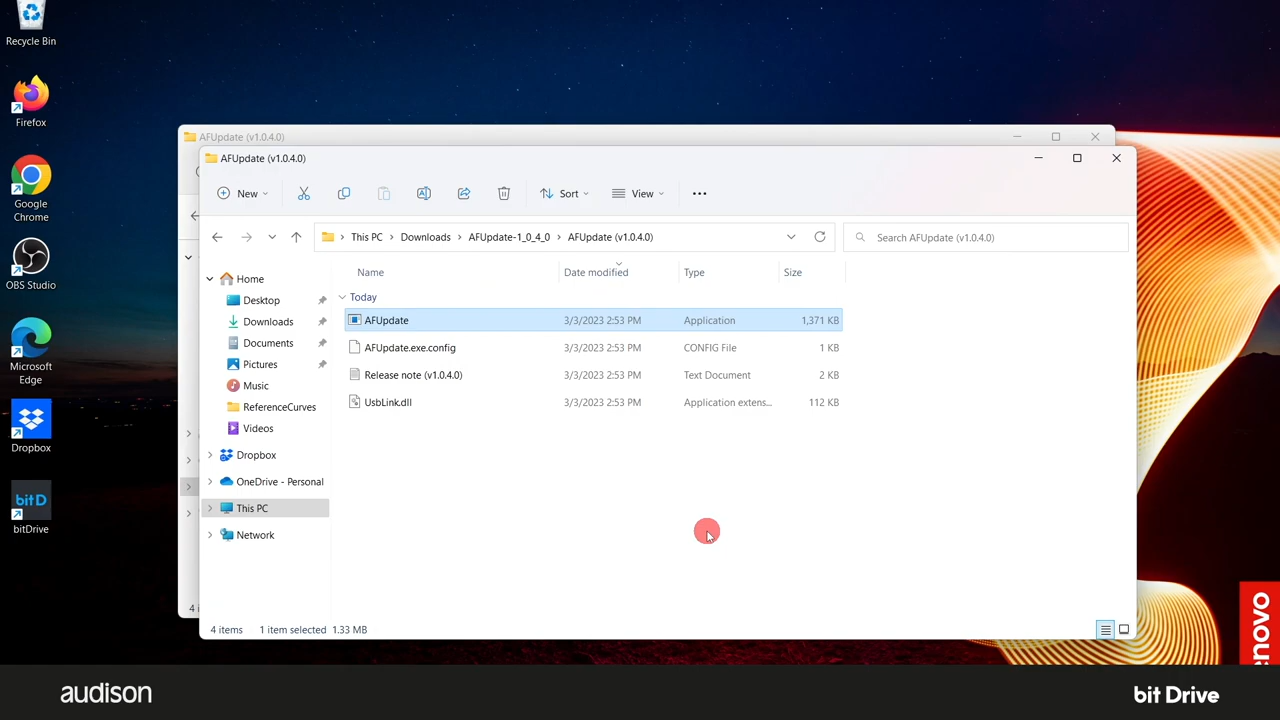 Recycle Bin
Firefox
Google
Chrome
OBS Studio
Microsoft
Edge
Dropbox
bitD
bitDrive
AFUpdate (v1.0.4.0)
AFUpdate (v1.0.4.0)
New
Sort
View
This PC > Downloads > AFUpdate-1_0_4_0 > AFUpdate (v1.0.4.0)
Search AFUpdate (v1.0.4.0)
Home
Desktop
Downloads
Documents
Pictures
Music
ReferenceCurves
Videos
Dropbox
OneDrive - Personal
This PC
Network
Name Date modified Type Size
Today
AFUpdate 3/3/2023 2:53 PM Application 1,371 KB
AFUpdate.exe.config 3/3/2023 2:53 PM CONFIG File 1 KB
Release note (v1.0.4.0) 3/3/2023 2:53 PM Text Document 2 KB
UsbLink.dll 3/3/2023 2:53 PM Application extens... 112 KB
4 i
4 items 1 item selected 1.33 MB
enovo
audison
bit Drive